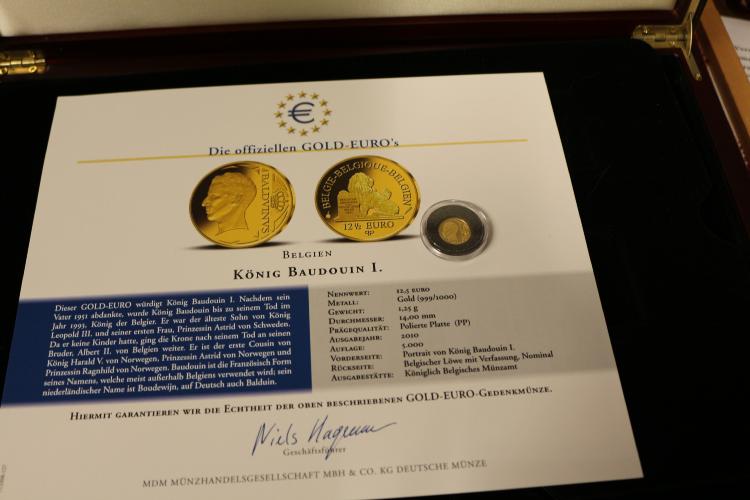 €
Die offiziellen GOLD-EURO's
BALDVINVS
BELGIE-BELGIQUE-BELGIEN
12 ½ EURO
BELGIEN
KÖNIG BAUDOUIN I.
Dieser GOLD-EURO würdigt König Baudouin I. Nachdem sein
Vater 1951 abdankte, wurde König Baudouin bis zu seinem Tod im
Jahr 1993, König der Belgier. Er war der älteste Sohn von König
Leopold III. und seiner ersten Frau, Prinzessin Astrid von Schweden.
Da er keine Kinder hatte, ging die Krone nach seinem Tod an seinen
Bruder, Albert II. von Belgien weiter. Er ist der erste Cousin von
König Harald V. von Norwegen, Prinzessin Astrid von Norwegen und
Prinzessin Ragnhild von Norwegen. Baudouin ist die Französisch Form
seines Namens, welche meist außerhalb Belgiens verwendet wird; sein
niederländischer Name ist Boudewijn, auf Deutsch auch Balduin.
NENNWERT: 12,5 EURO
METALL: Gold (999/1000)
GEWICHT: 1,25 g
DURCHMESSER: 14,00 mm
PRÄGEQUALITÄT: Polierte Platte (PP)
AUSGABEJAHR: 2010
AUFLAGE: 5.000
VORDERSEITE: Portrait von König Baudouin I.
RÜCKSEITE: Belgischer Löwe mit Verfassung, Nominal
AUSGABESTÄTTE: Königlich Belgisches Münzamt
HIERMIT GARANTIEREN WIR DIE ECHTHEIT DER OBEN BESCHRIEBENEN GOLD-EURO-GEDENKMÜNZE.
Niels Hagemann
Geschäftsführer
MDM MÜNZHANDELSGESELLSCHAFT MBH & CO. KG DEUTSCHE MÜNZE